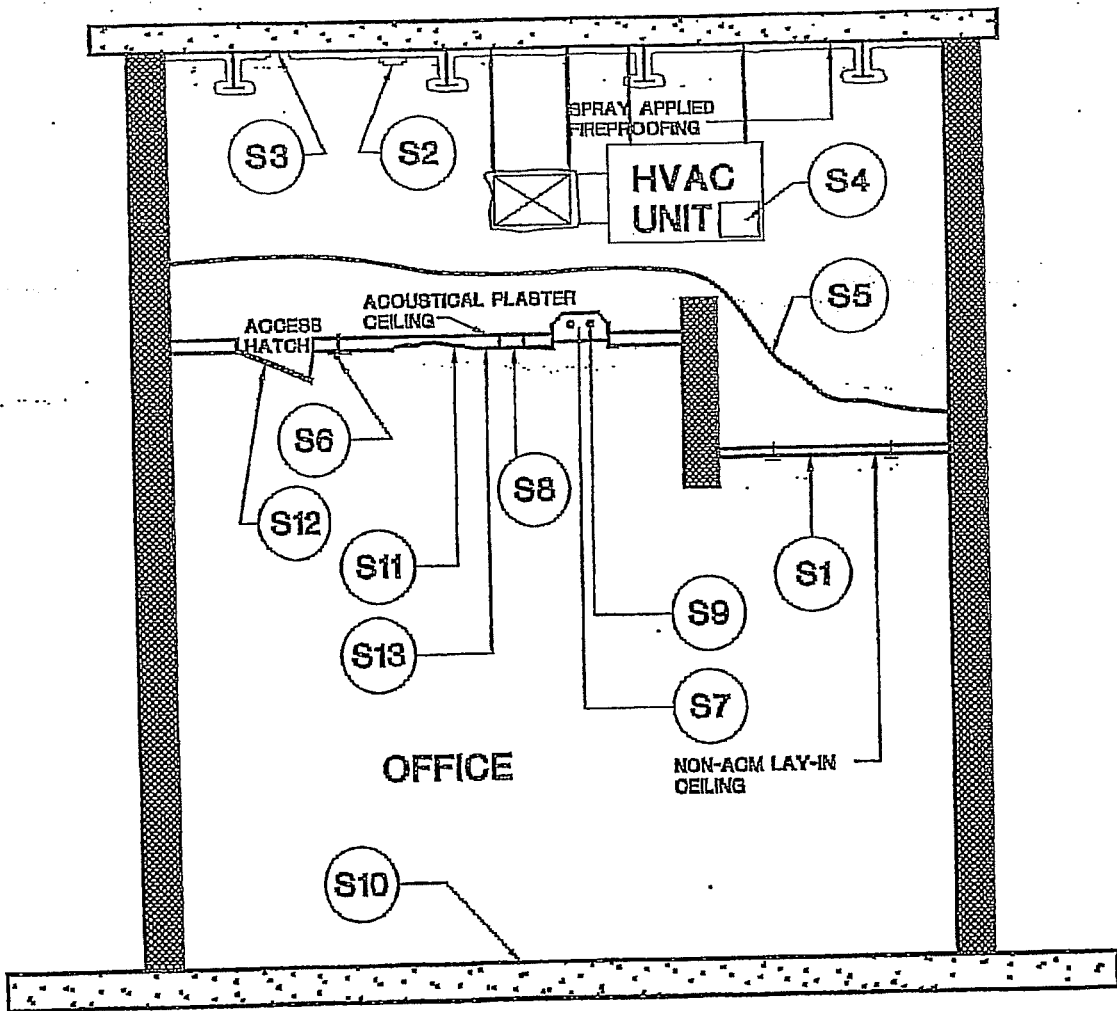 S3
S2
SPRAY APPLIED
FIREPROOFING
HVAC
UNIT
S4
S5
ACOUSTICAL PLASTER
CEILING
ACCESS
HATCH
S6
S8
S12
S11
S1
S9
S13
S7
OFFICE
NON-ACM LAY-IN
CEILING
S10